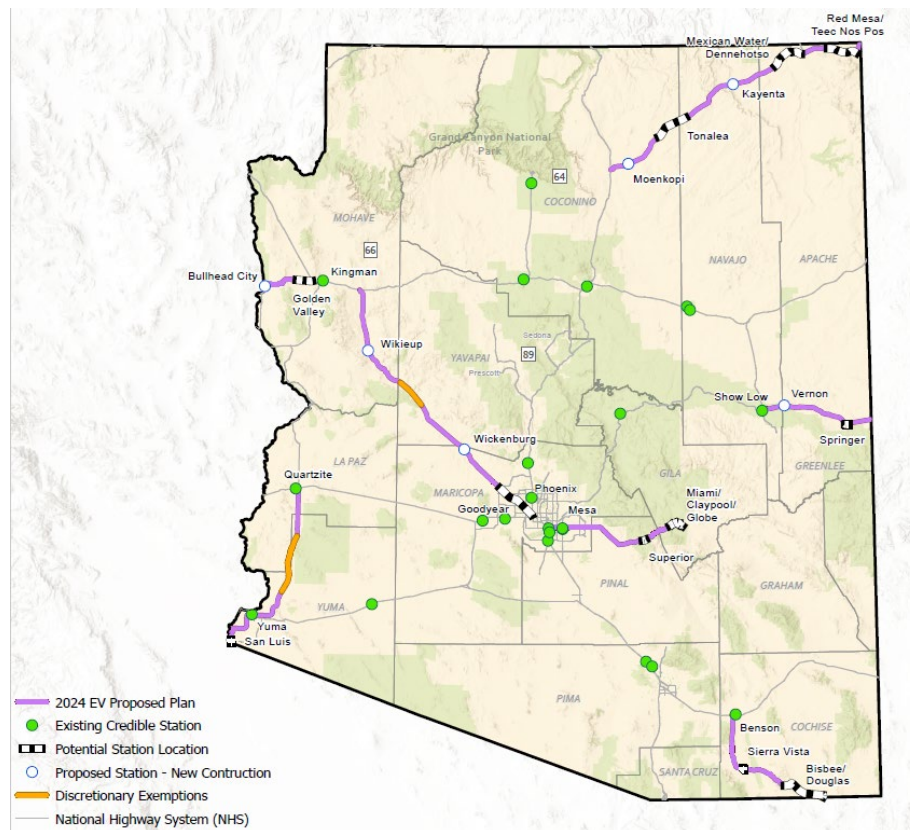 Red Mesa/
Teec Nos Pos
Mexican Water/
Dennehotso
Kayenta
Tonalea
Grand Canyon National
Park
Moenkopi
64
COCONINO
MOHAVE
66
NAVAJO
APACHE
Bullhead City
Kingman
Golden
Valley
Sedona
Wikieup
YAVAPAI
89
Prescott
Show Low
Vernon
Springer
Wickenburg
LA PAZ
GILA
GREENLEE
Quartzite
MARICOPA
Phoenix
Miami/
Claypool/
Globe
Goodyear
Mesa
Superior
PINAL
GRAHAM
YUMA
Yuma
San Luis
PIMA
Benson
COCHISE
Sierra Vista
SANTA CRUZ
Bisbee/
Douglas
2024 EV Proposed Plan
Existing Credible Station
Potential Station Location
Proposed Station - New Contruction
Discretionary Exemptions
National Highway System (NHS)